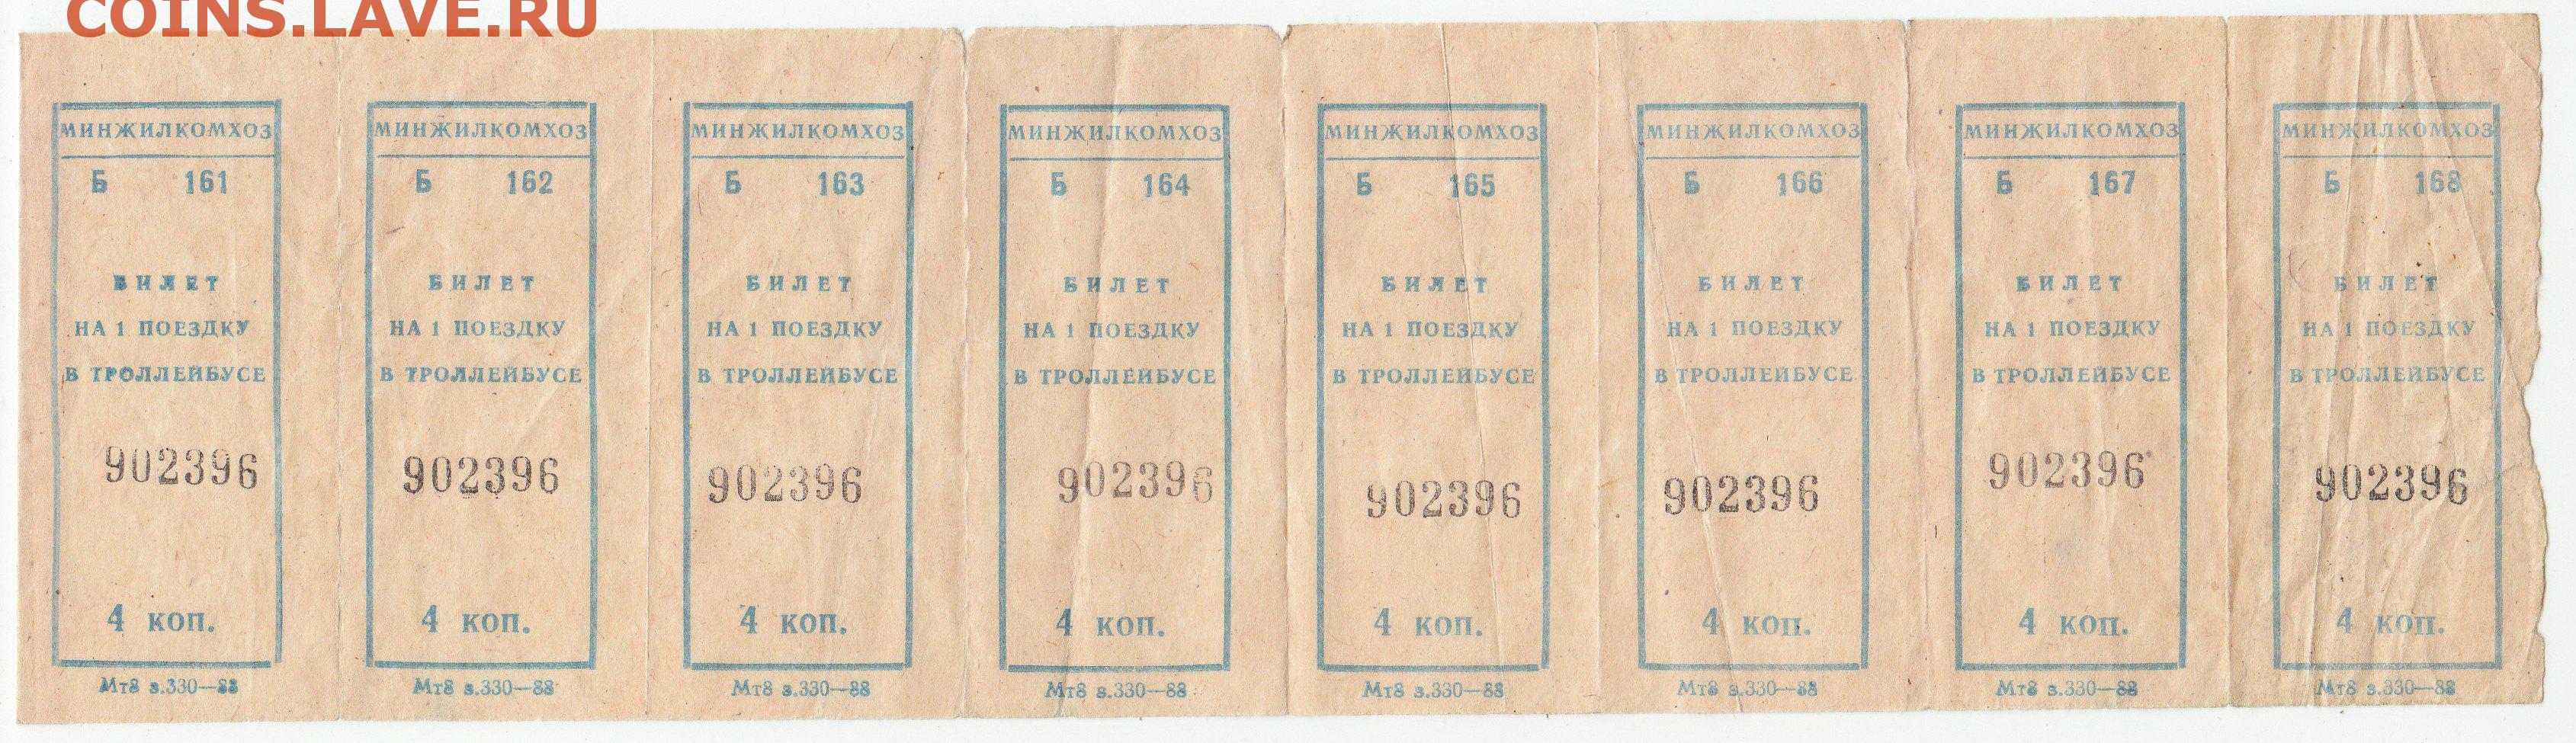 COINS.LAVE.RU
МИНЖИЛКОМХОЗ
Б 161
БИЛЕТ
НА 1 ПОЕЗДКУ
В ТРОЛЛЕЙБУСЕ
902396
4 коп.
Мт8 з.330—88
МИНЖИЛКОМХОЗ
Б 162
БИЛЕТ
НА 1 ПОЕЗДКУ
В ТРОЛЛЕЙБУСЕ
902396
4 коп.
Мт8 з.330—88
МИНЖИЛКОМХОЗ
Б 163
БИЛЕТ
НА 1 ПОЕЗДКУ
В ТРОЛЛЕЙБУСЕ
902396
4 коп.
Мт8 з.330—88
МИНЖИЛКОМХОЗ
Б 164
БИЛЕТ
НА 1 ПОЕЗДКУ
В ТРОЛЛЕЙБУСЕ
902396
4 коп.
Мт8 з.330—88
МИНЖИЛКОМХОЗ
Б 165
БИЛЕТ
НА 1 ПОЕЗДКУ
В ТРОЛЛЕЙБУСЕ
902396
4 коп.
Мт8 з.330—88
МИНЖИЛКОМХОЗ
Б 166
БИЛЕТ
НА 1 ПОЕЗДКУ
В ТРОЛЛЕЙБУСЕ
902396
4 коп.
Мт8 з.330—88
МИНЖИЛКОМХОЗ
Б 167
БИЛЕТ
НА 1 ПОЕЗДКУ
В ТРОЛЛЕЙБУСЕ
902396
4 коп.
Мт8 з.330—88
МИНЖИЛКОМХОЗ
Б 168
БИЛЕТ
НА 1 ПОЕЗДКУ
В ТРОЛЛЕЙБУСЕ
902396
4 коп.
Мт8 з.330—88